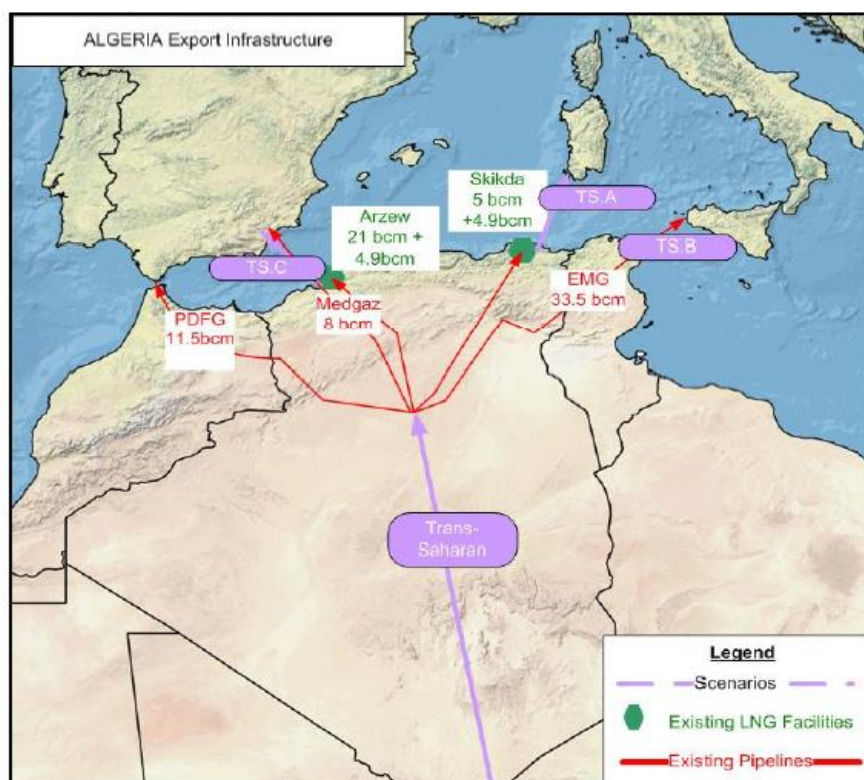 ALGERIA Export Infrastructure
Skikda
5 bcm
+4.9bcm
TS.A
Arzew
21 bcm +
4.9bcm
TS.B
TS.C
EMG
33.5 bcm
PDFG
11.5bcm
Medgaz
8 bcm
Trans-
Saharan
Legend
Scenarios
Existing LNG Facilities
Existing Pipelines